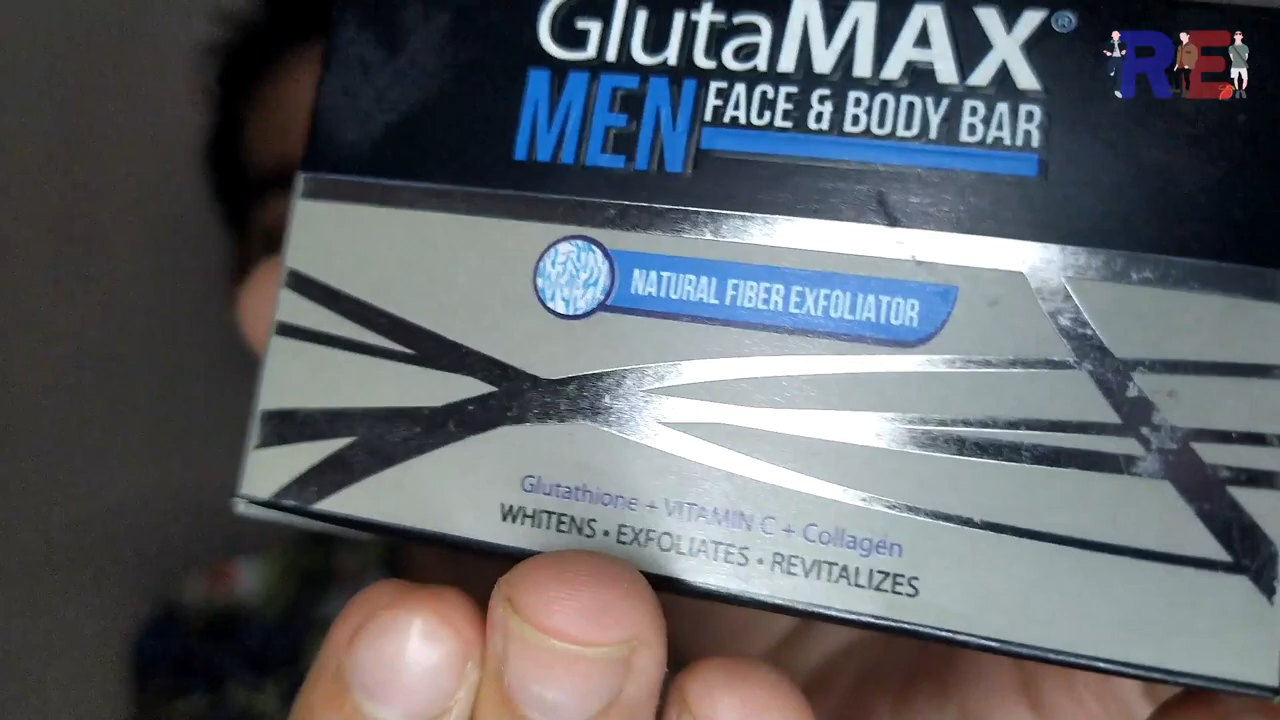 GlutaMAX®
RE
MEN FACE & BODY BAR
NATURAL FIBER EXFOLIATOR
Glutathione + VITAMIN C + Collagen
WHITENS • EXFOLIATES • REVITALIZES